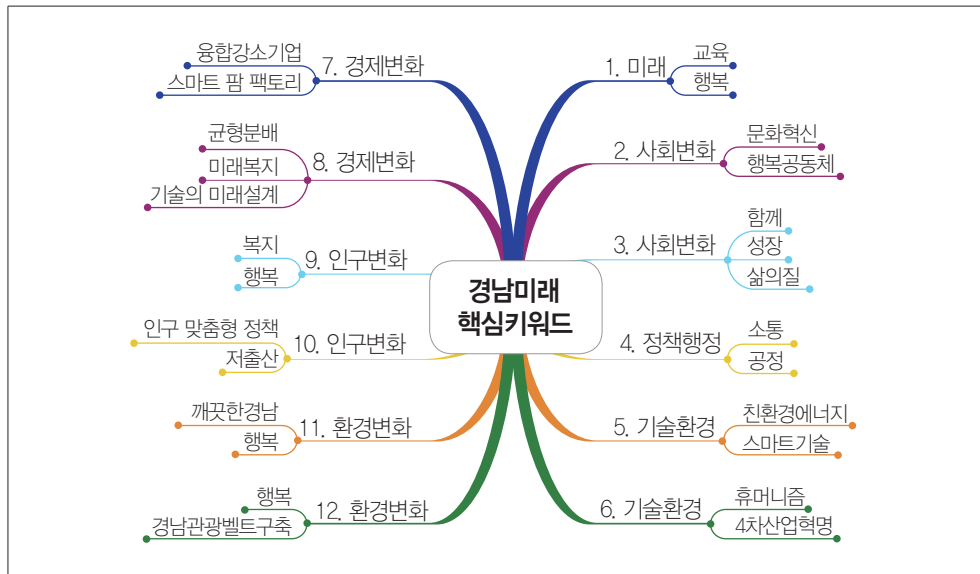 경남미래
핵심키워드
1. 미래
교육
행복
2. 사회변화
문화혁신
행복공동체
3. 사회변화
함께
성장
삶의질
4. 정책행정
소통
공정
5. 기술환경
친환경에너지
스마트기술
6. 기술환경
휴머니즘
4차산업혁명
7. 경제변화
융합강소기업
스마트 팜 팩토리
8. 경제변화
균형분배
미래복지
기술의 미래설계
9. 인구변화
복지
행복
10. 인구변화
인구 맞춤형 정책
저출산
11. 환경변화
깨끗한경남
행복
12. 환경변화
행복
경남관광벨트구축